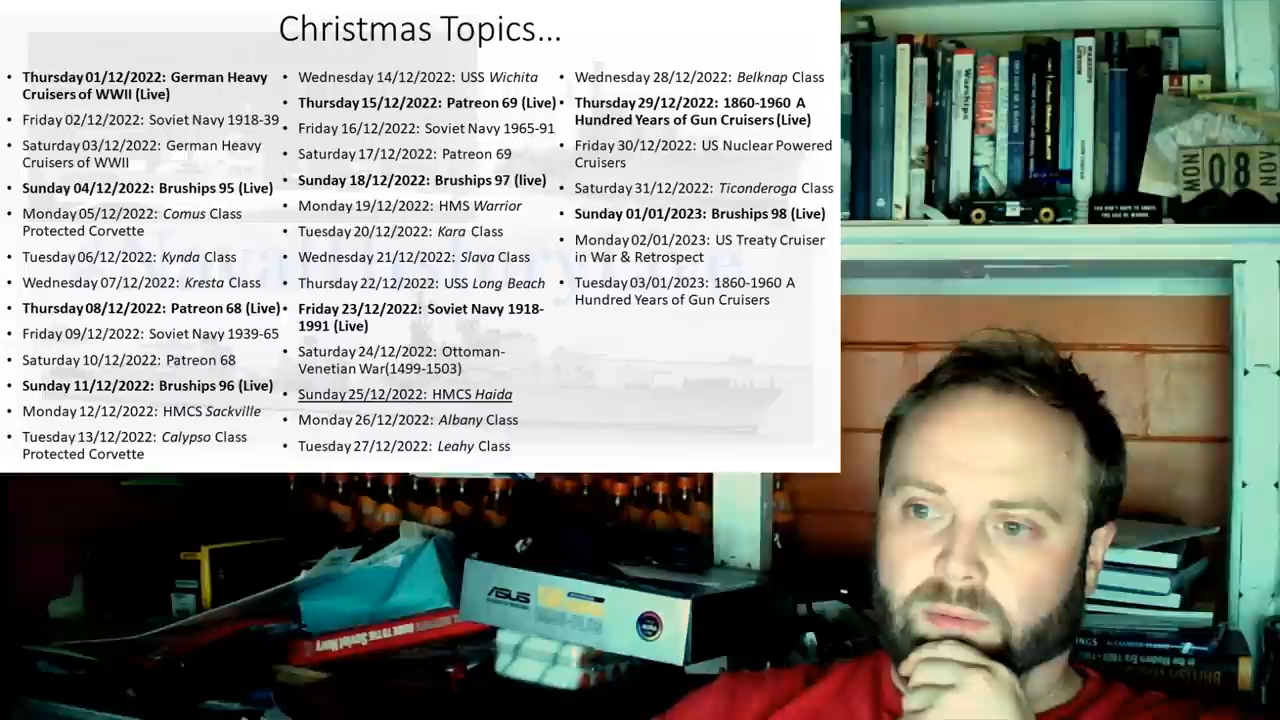 Christmas Topics...
• Thursday 01/12/2022: German Heavy
Cruisers of WWII (Live)
• Friday 02/12/2022: Soviet Navy 1918-39
• Saturday 03/12/2022: German Heavy
Cruisers of WWII
• Sunday 04/12/2022: Bruships 95 (Live)
• Monday 05/12/2022: Comus Class
Protected Corvette
• Tuesday 06/12/2022: Kynda Class
• Wednesday 07/12/2022: Kresta Class
• Thursday 08/12/2022: Patreon 68 (Live)
• Friday 09/12/2022: Soviet Navy 1939-65
• Saturday 10/12/2022: Patreon 68
• Sunday 11/12/2022: Bruships 96 (Live)
• Monday 12/12/2022: HMCS Sackville
• Tuesday 13/12/2022: Calypso Class
Protected Corvette
• Wednesday 14/12/2022: USS Wichita
• Thursday 15/12/2022: Patreon 69 (Live)
• Friday 16/12/2022: Soviet Navy 1965-91
• Saturday 17/12/2022: Patreon 69
• Sunday 18/12/2022: Bruships 97 (live)
• Monday 19/12/2022: HMS Warrior
• Tuesday 20/12/2022: Kara Class
• Wednesday 21/12/2022: Slava Class
• Thursday 22/12/2022: USS Long Beach
• Friday 23/12/2022: Soviet Navy 1918-
1991 (Live)
• Saturday 24/12/2022: Ottoman-
Venetian War(1499-1503)
• Sunday 25/12/2022: HMCS Haida
• Monday 26/12/2022: Albany Class
• Tuesday 27/12/2022: Leahy Class
• Wednesday 28/12/2022: Belknap Class
• Thursday 29/12/2022: 1860-1960 A
Hundred Years of Gun Cruisers (Live)
• Friday 30/12/2022: US Nuclear Powered
Cruisers
• Saturday 31/12/2022: Ticonderoga Class
• Sunday 01/01/2023: Bruships 98 (Live)
• Monday 02/01/2023: US Treaty Cruiser
in War & Retrospect
• Tuesday 03/01/2023: 1860-1960 A
Hundred Years of Gun Cruisers
Warships
NOV 08
ASUS
GUIDE TO THE Soviet Navy